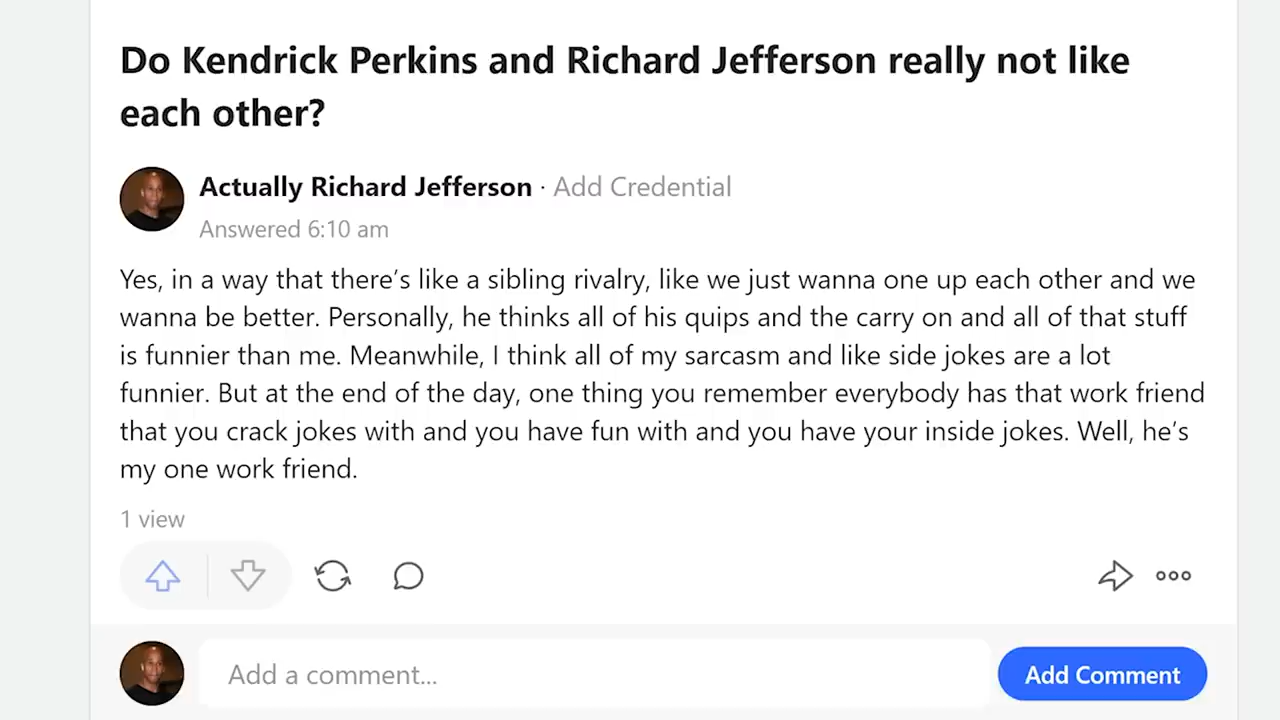 Do Kendrick Perkins and Richard Jefferson really not like
each other?
Actually Richard Jefferson · Add Credential
Answered 6:10 am
Yes, in a way that there’s like a sibling rivalry, like we just wanna one up each other and we
wanna be better. Personally, he thinks all of his quips and the carry on and all of that stuff
is funnier than me. Meanwhile, I think all of my sarcasm and like side jokes are a lot
funnier. But at the end of the day, one thing you remember everybody has that work friend
that you crack jokes with and you have fun with and you have your inside jokes. Well, he’s
my one work friend.
1 view
Add a comment...
Add Comment